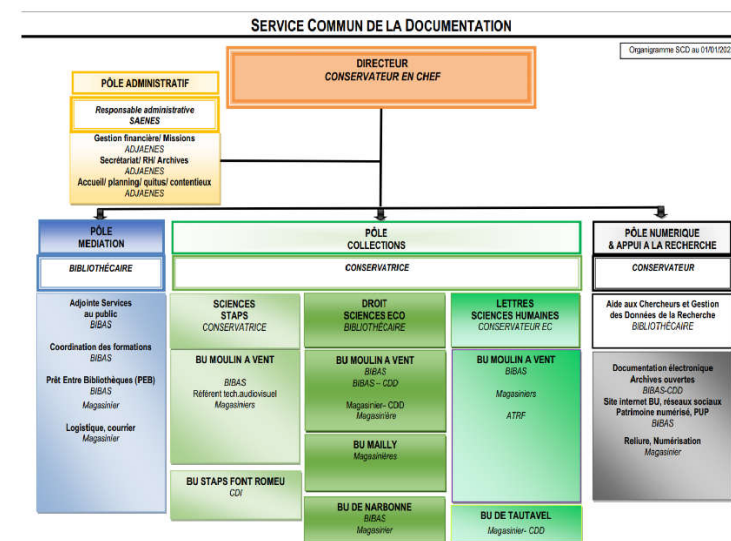 SERVICE COMMUN DE LA DOCUMENTATION
Organigramme SCD au 01/01/202
DIRECTEUR
CONSERVATEUR EN CHEF
PÔLE ADMINISTRATIF
Responsable administrative
SAENES
Gestion financière/ Missions
ADJAENES
Secrétariat/ RH/ Archives
ADJAENES
Accueil/ planning/ quitus/ contentieux
ADJAENES
PÔLE
MEDIATION
BIBLIOTHÉCAIRE
Adjointe Services
au public
BIBAS
Coordination des formations
BIBAS
Prêt Entre Bibliothèques (PEB)
BIBAS
Magasinier
Logistique, courrier
Magasinier
PÔLE
COLLECTIONS
CONSERVATRICE
SCIENCES
STAPS
CONSERVATRICE
BU MOULIN A VENT
BIBAS
Référent tech.audiovisuel
Magasiniers
BU STAPS FONT ROMEU
CDI
DROIT
SCIENCES ECO
BIBLIOTHÉCAIRE
BU MOULIN A VENT
BIBAS
BIBAS – CDD
Magasinier– CDD
Magasinière
BU MAILLY
Magasinières
BU DE NARBONNE
BIBAS
Magasinier
LETTRES
SCIENCES HUMAINES
CONSERVATEUR EC
BU MOULIN A VENT
BIBAS
Magasiniers
ATRF
BU DE TAUTAVEL
Magasinier- CDD
PÔLE NUMERIQUE
& APPUI A LA RECHERCHE
CONSERVATEUR
Aide aux Chercheurs et Gestion
des Données de la Recherche
BIBLIOTHÉCAIRE
Documentation électronique
Archives ouvertes
BIBAS-CDD
Site internet BU, réseaux sociaux
Patrimoine numérisé, PUP
BIBAS
Reliure, Numérisation
Magasinier